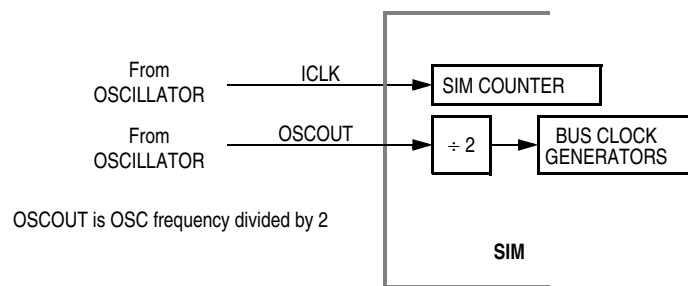 From
OSCILLATOR
ICLK
SIM COUNTER
From
OSCILLATOR
OSCOUT
÷ 2
BUS CLOCK
GENERATORS
OSCOUT is OSC frequency divided by 2
SIM